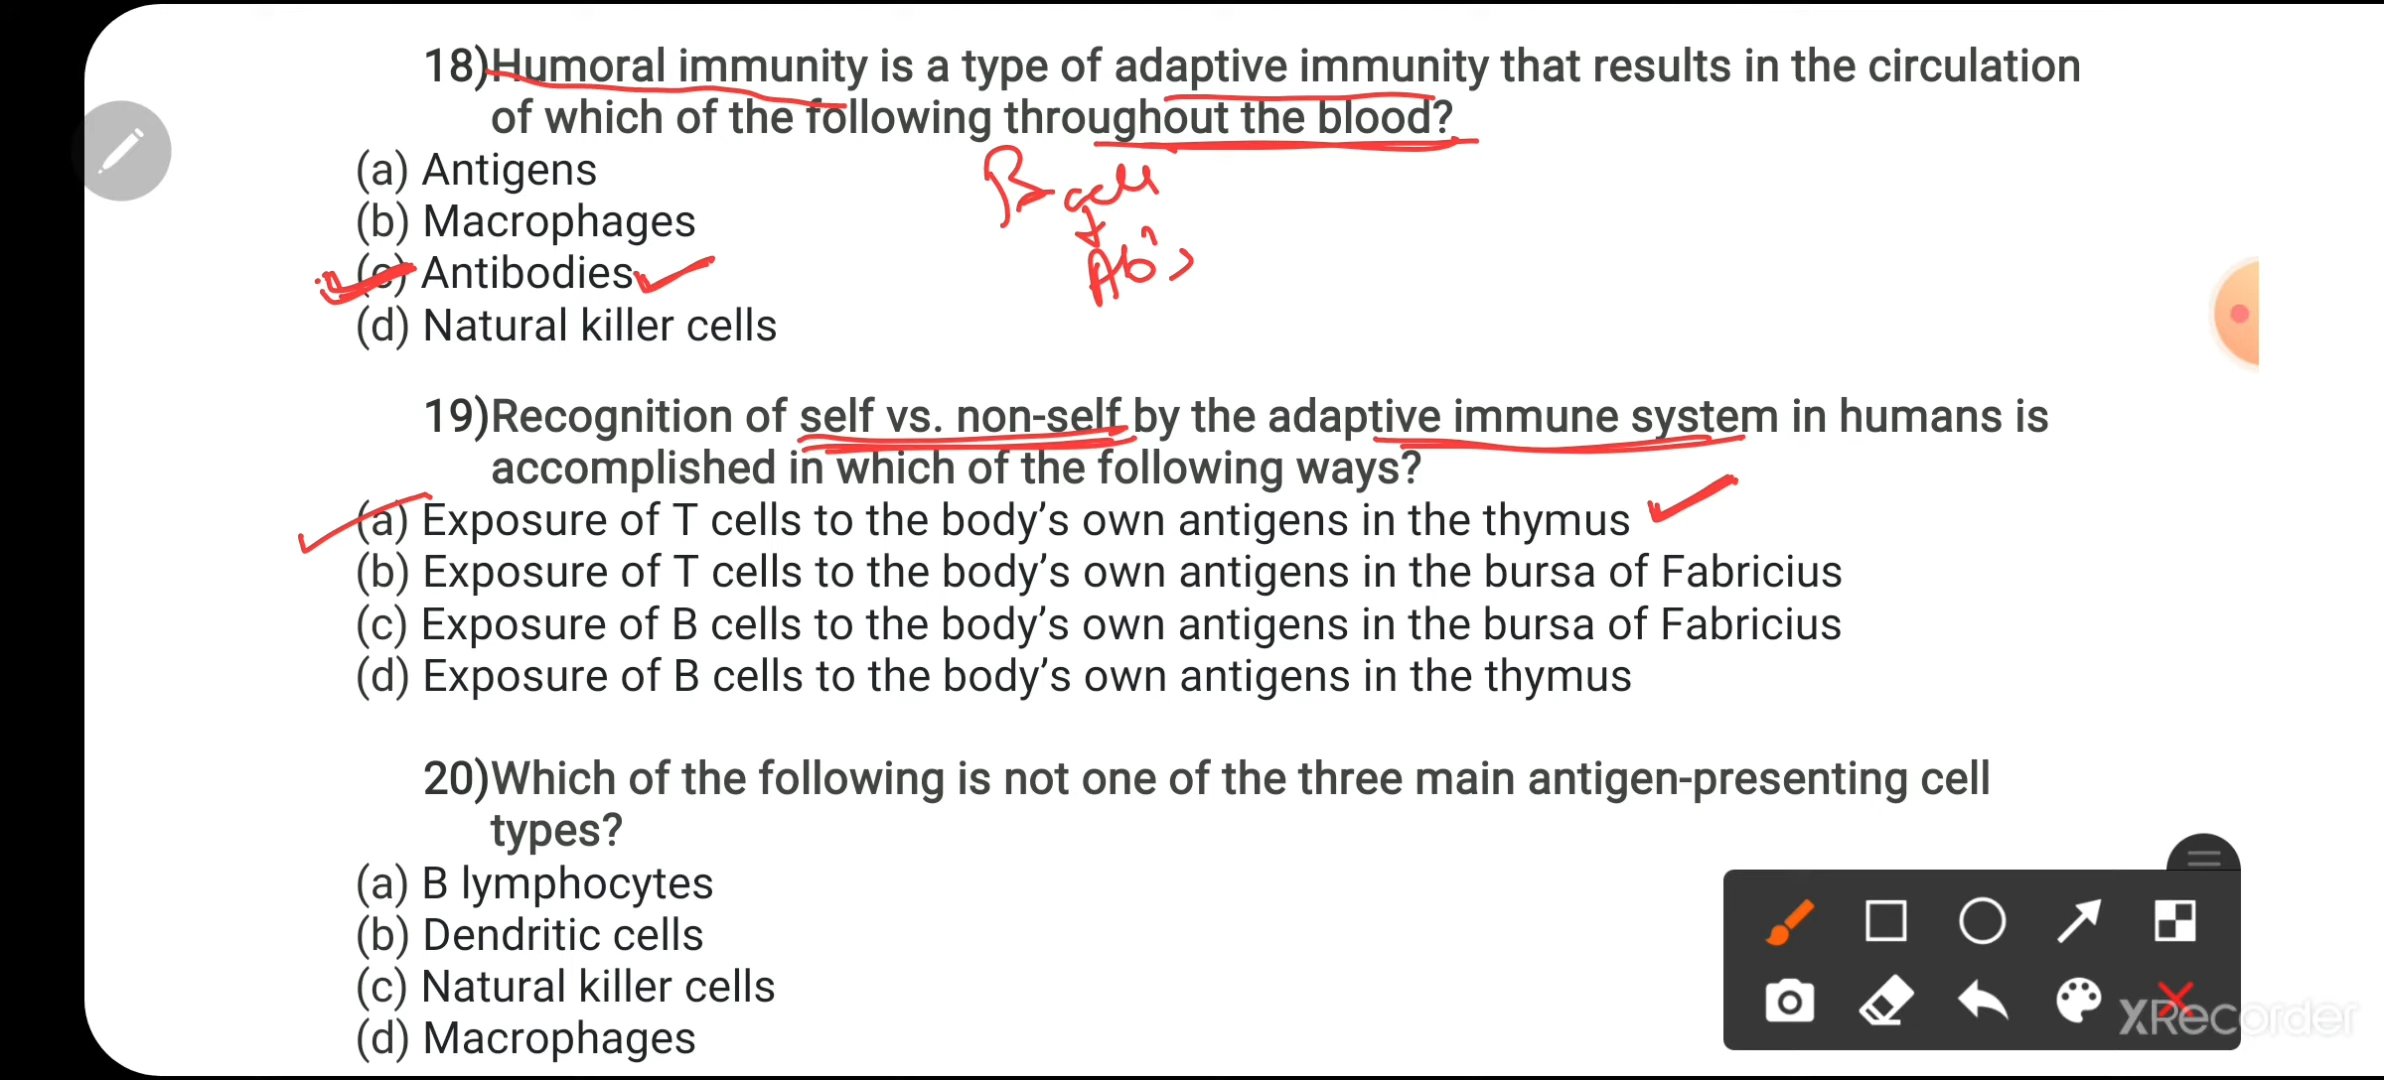 18)Humoral immunity is a type of adaptive immunity that results in the circulation
of which of the following throughout the blood?
(a) Antigens
B cell
(b) Macrophages
(c) Antibodies
Ab's
(d) Natural killer cells
19)Recognition of self vs. non-self by the adaptive immune system in humans is
accomplished in which of the following ways?
(a) Exposure of T cells to the body’s own antigens in the thymus
(b) Exposure of T cells to the body’s own antigens in the bursa of Fabricius
(c) Exposure of B cells to the body’s own antigens in the bursa of Fabricius
(d) Exposure of B cells to the body’s own antigens in the thymus
20)Which of the following is not one of the three main antigen-presenting cell
types?
(a) B lymphocytes
(b) Dendritic cells
(c) Natural killer cells
(d) Macrophages
XRecorder